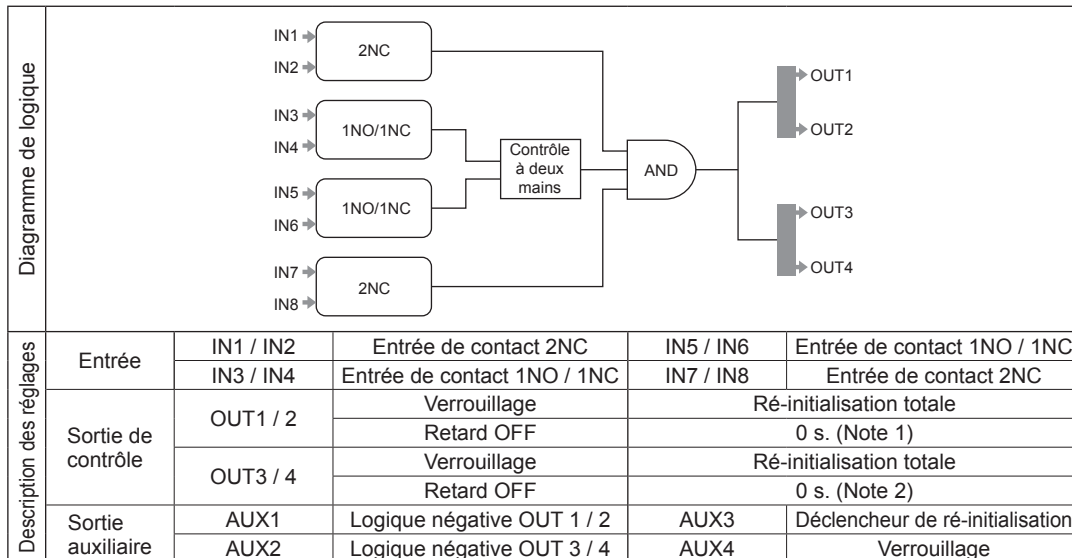 Diagramme de logique
IN1
IN2
2NC
IN3
IN4
1NO/1NC
IN5
IN6
1NO/1NC
IN7
IN8
2NC
Contrôle
à deux
mains
AND
OUT1
OUT2
OUT3
OUT4
Description des réglages
Entrée
IN1 / IN2 Entrée de contact 2NC IN5 / IN6 Entrée de contact 1NO / 1NC
IN3 / IN4 Entrée de contact 1NO / 1NC IN7 / IN8 Entrée de contact 2NC
Sortie de
contrôle
OUT1 / 2
Verrouillage Ré-initialisation totale
Retard OFF 0 s. (Note 1)
OUT3 / 4
Verrouillage Ré-initialisation totale
Retard OFF 0 s. (Note 2)
Sortie
auxiliaire
AUX1 Logique négative OUT 1 / 2 AUX3 Déclencheur de ré-initialisation
AUX2 Logique négative OUT 3 / 4 AUX4 Verrouillage